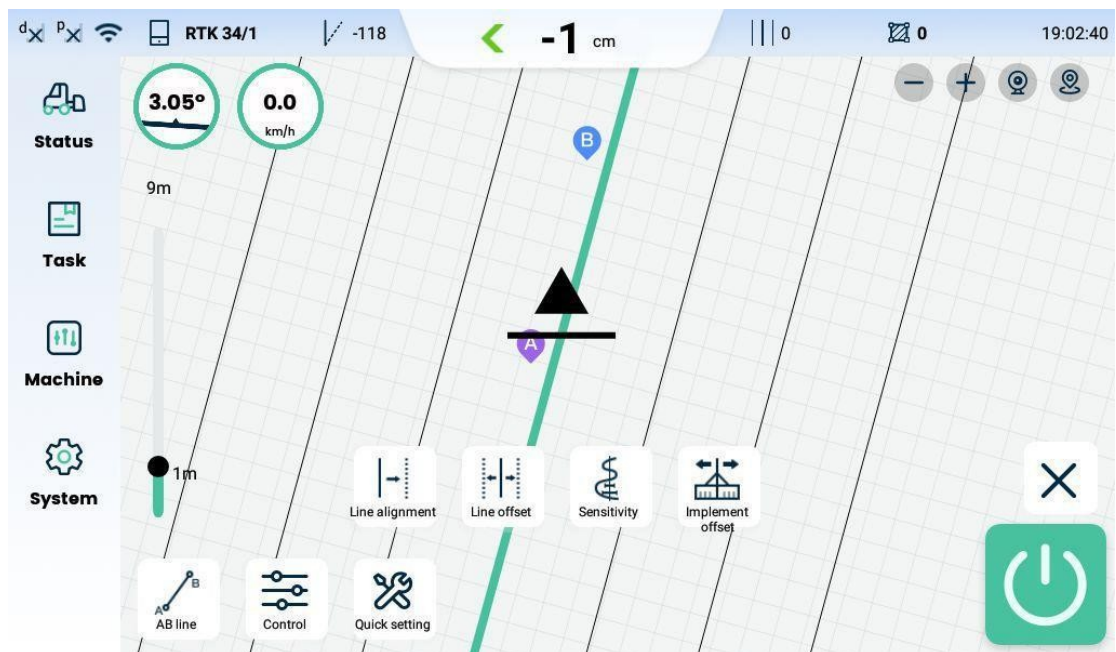 d p RTK 34/1 -118 -1 cm 0 0 19:02:40
3.05° 0.0
km/h
Status
B
9m
Task
A
Machine
1m
System
Line alignment Line offset Sensitivity Implement
offset
A B
AB line Control Quick setting